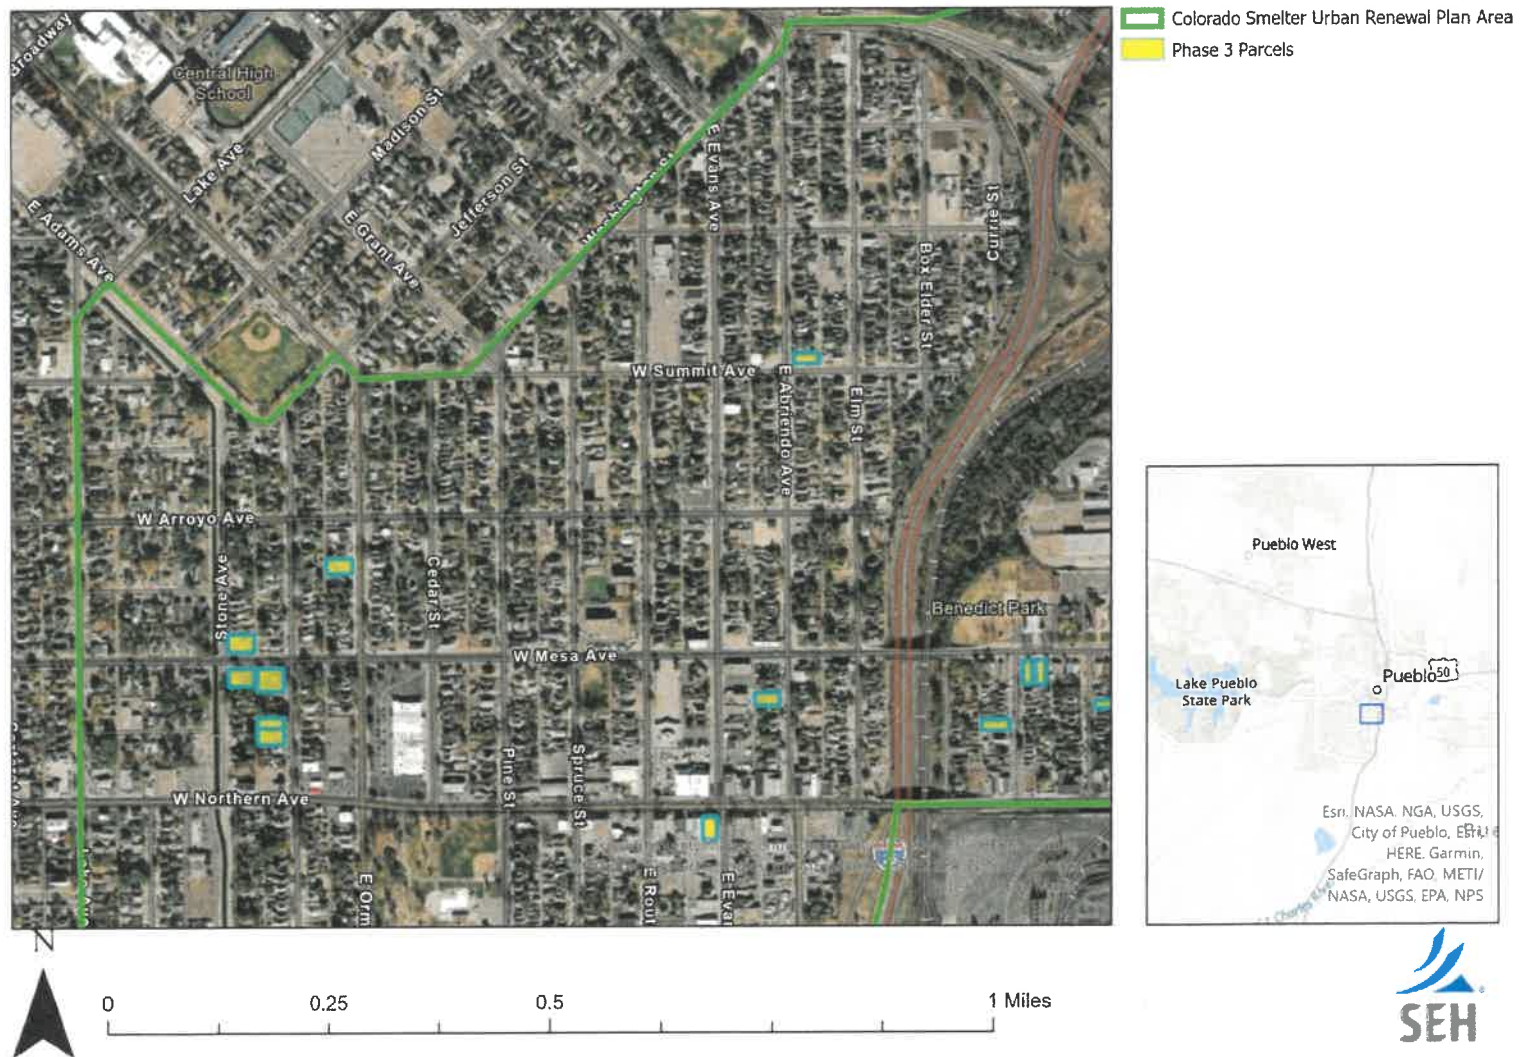 Colorado Smelter Urban Renewal Plan Area
Phase 3 Parcels
Broadway
Central High
School
Lake Ave
Madison St
Jefferson St
E Adams Ave
E Grant Ave
Washington St
E Evans Ave
Currie St
Box Elder St
W Summit Ave
E Abriendo Ave
Elm St
W Arroyo Ave
Stone Ave
Cedar St
Benedict Park
W Mesa Ave
Pine St
Spruce St
W Northern Ave
E Orm
E Rout
E Evar
Pueblo West
Lake Pueblo
State Park
Pueblo
50
Esri, NASA, NGA, USGS,
City of Pueblo, Esri,
HERE, Garmin,
SafeGraph, FAO, METI/
NASA, USGS, EPA, NPS
N
0 0.25 0.5 1 Miles
SEH